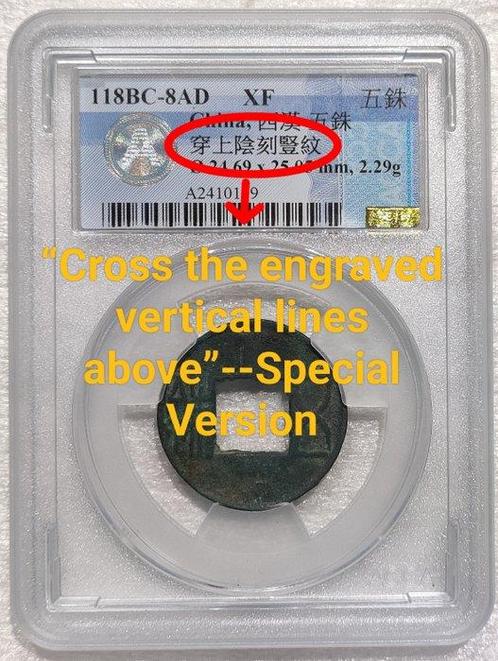 118BC-8AD XF 五銖
China, 西漢 五銖
穿上陰刻豎紋
mm, 2.29g
“Cross the engraved
vertical lines
above”--Special
Version